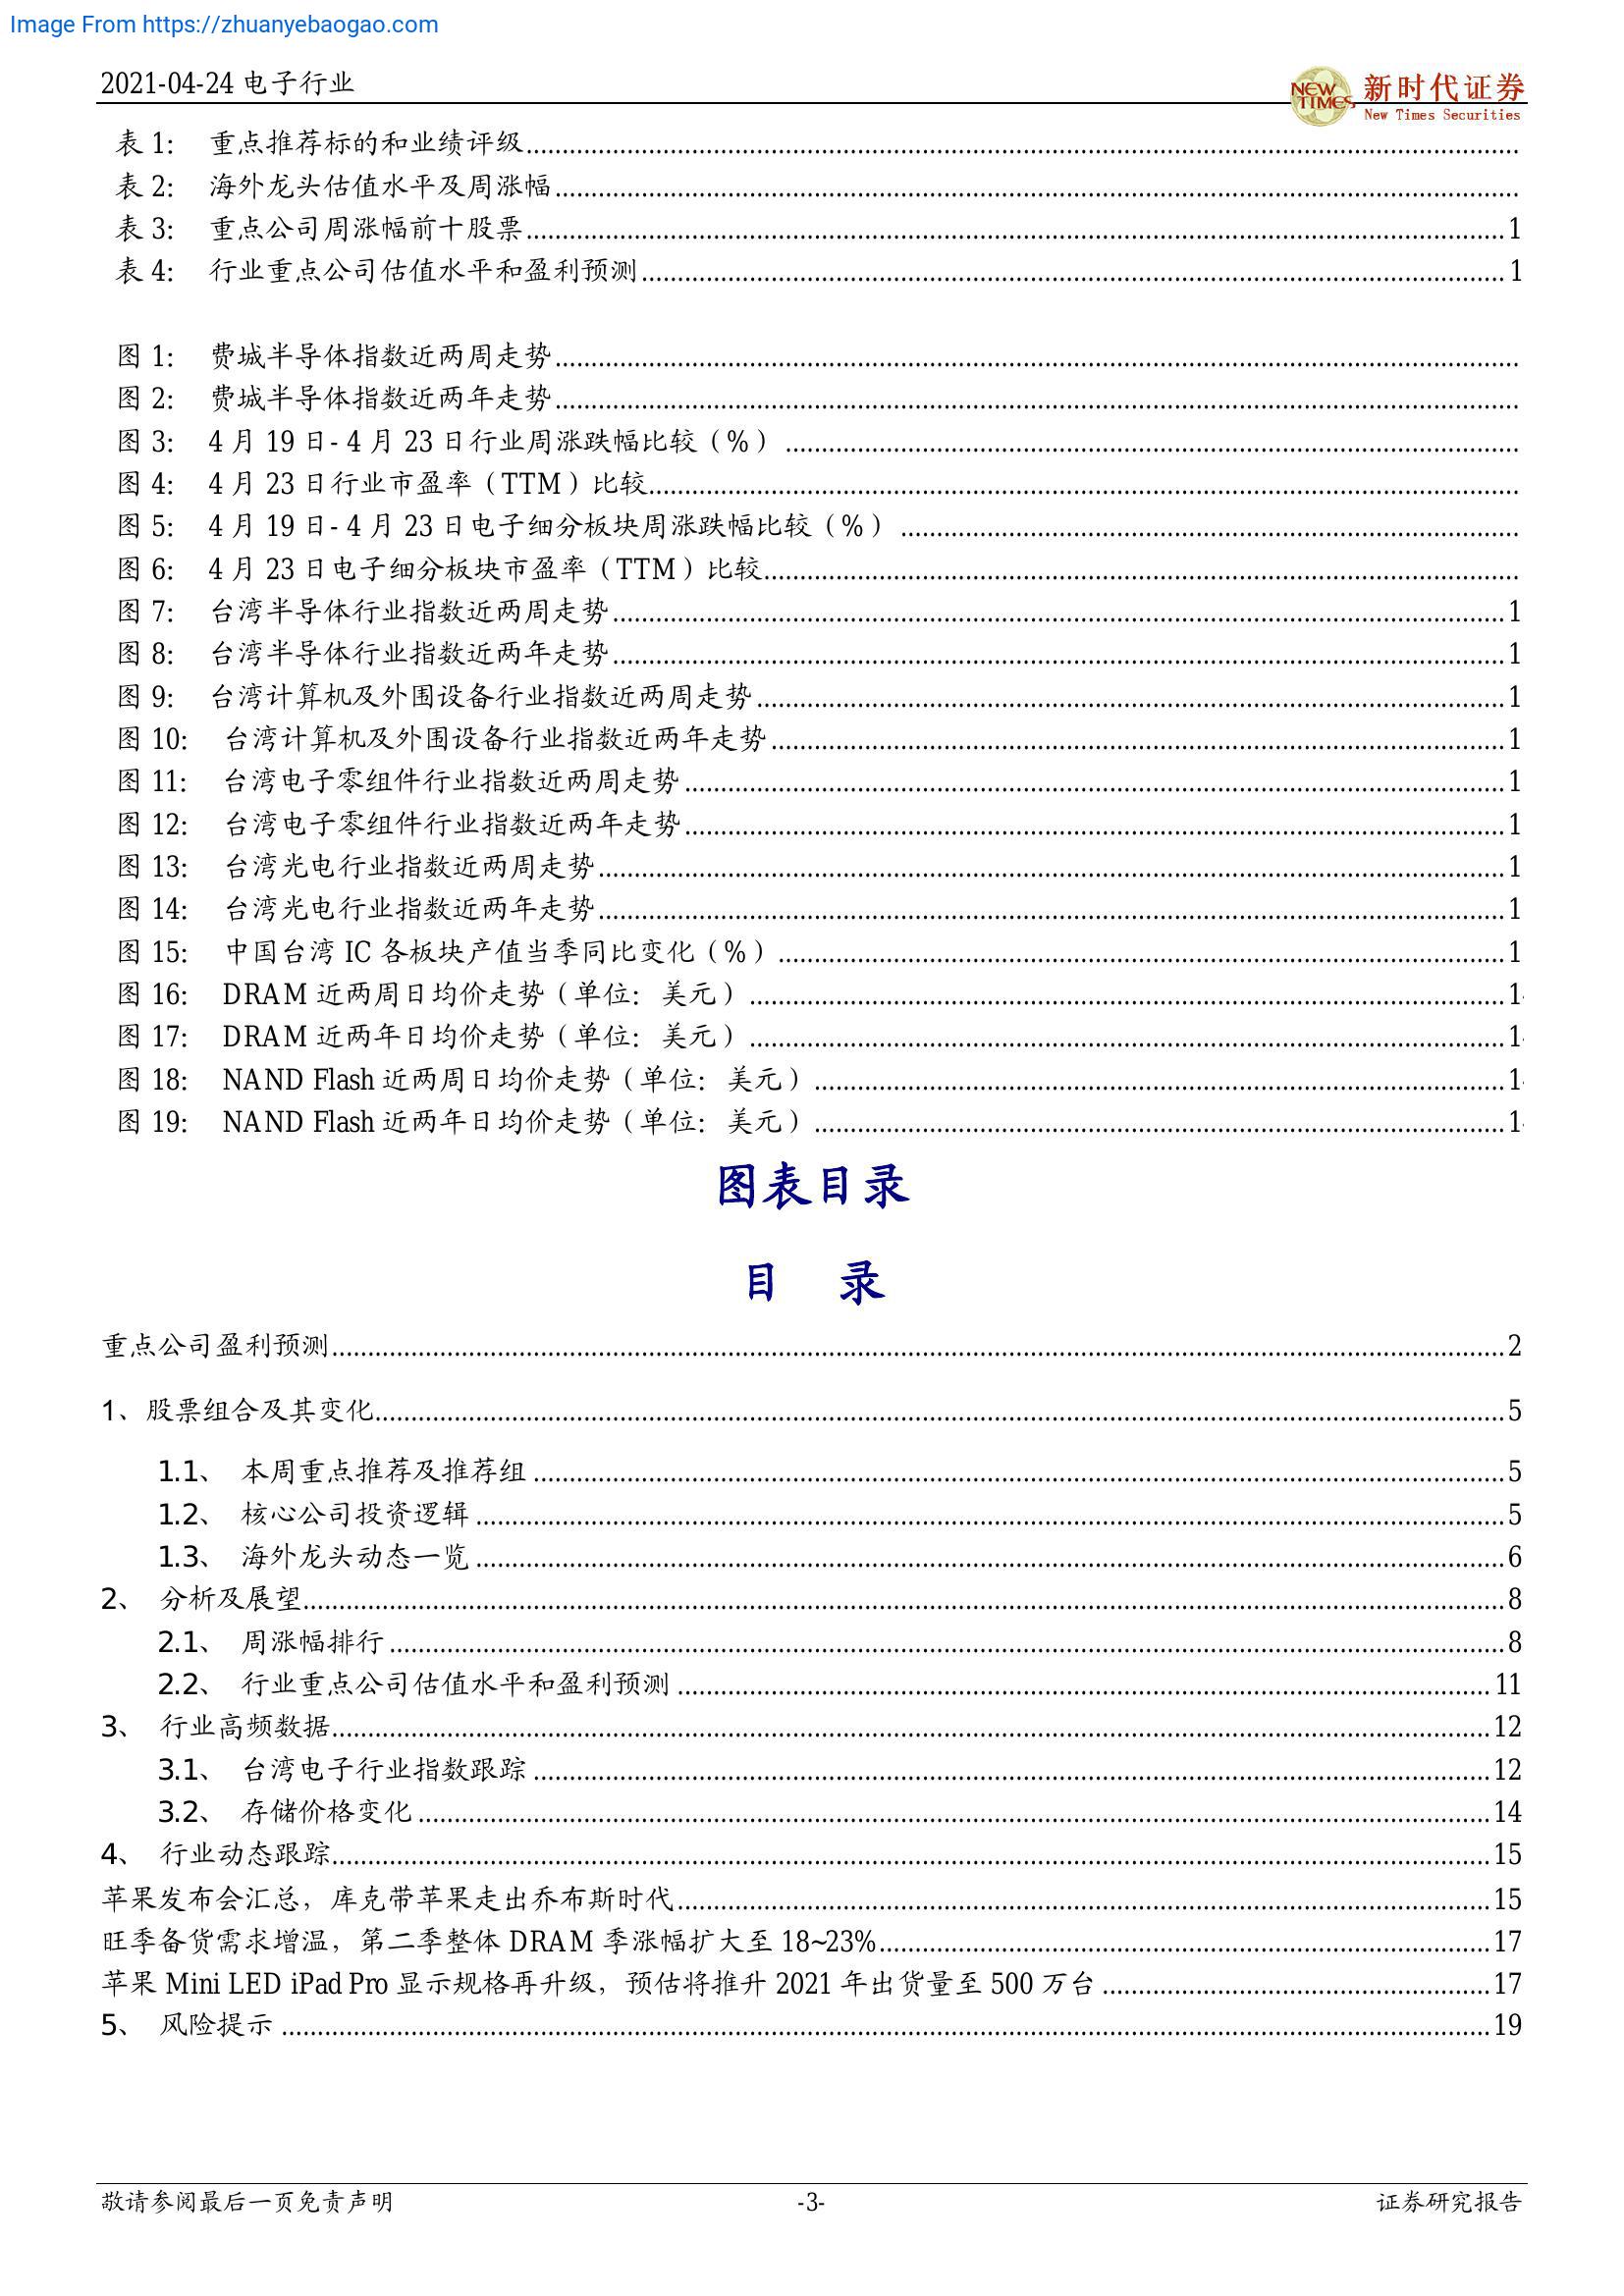 Image From https://zhuanyebaogao.com
2021-04-24 电子行业
NEW TIMES 新时代证券
New Times Securities
表 1: 重点推荐标的和业绩评级
表 2: 海外龙头估值水平及周涨幅
表 3: 重点公司周涨幅前十股票 1
表 4: 行业重点公司估值水平和盈利预测 1
图 1: 费城半导体指数近两周走势
图 2: 费城半导体指数近两年走势
图 3: 4 月 19 日- 4 月 23 日行业周涨跌幅比较（%）
图 4: 4 月 23 日行业市盈率（TTM）比较
图 5: 4 月 19 日- 4 月 23 日电子细分板块周涨跌幅比较（%）
图 6: 4 月 23 日电子细分板块市盈率（TTM）比较
图 7: 台湾半导体行业指数近两周走势 1
图 8: 台湾半导体行业指数近两年走势 1
图 9: 台湾计算机及外围设备行业指数近两周走势 1
图 10: 台湾计算机及外围设备行业指数近两年走势 1
图 11: 台湾电子零组件行业指数近两周走势 1
图 12: 台湾电子零组件行业指数近两年走势 1
图 13: 台湾光电行业指数近两周走势 1
图 14: 台湾光电行业指数近两年走势 1
图 15: 中国台湾 IC 各板块产值当季同比变化（%） 1
图 16: DRAM 近两周日均价走势（单位：美元） 1
图 17: DRAM 近两年日均价走势（单位：美元） 1
图 18: NAND Flash 近两周日均价走势（单位：美元） 1
图 19: NAND Flash 近两年日均价走势（单位：美元） 1
图表目录
目 录
重点公司盈利预测 2
1、股票组合及其变化 5
1.1、 本周重点推荐及推荐组 5
1.2、 核心公司投资逻辑 5
1.3、 海外龙头动态一览 6
2、 分析及展望 8
2.1、 周涨幅排行 8
2.2、 行业重点公司估值水平和盈利预测 11
3、 行业高频数据 12
3.1、 台湾电子行业指数跟踪 12
3.2、 存储价格变化 14
4、 行业动态跟踪 15
苹果发布会汇总，库克带苹果走出乔布斯时代 15
旺季备货需求增温，第二季整体 DRAM 季涨幅扩大至 18~23% 17
苹果 Mini LED iPad Pro 显示规格再升级，预估将推升 2021 年出货量至 500 万台 17
5、 风险提示 19
敬请参阅最后一页免责声明 -3- 证券研究报告